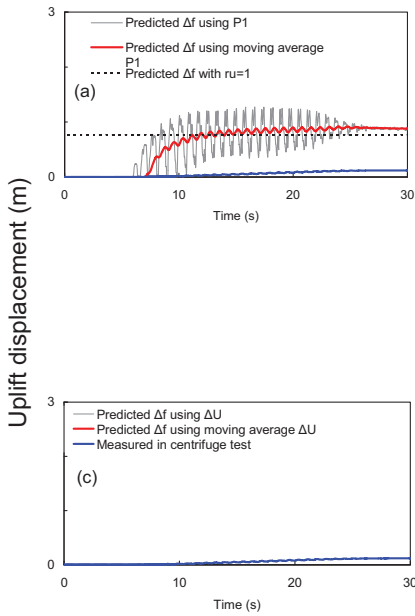 Uplift displacement (m)
3
Predicted Δf using P1
Predicted Δf using moving average
P1
Predicted Δf with ru=1
(a)
0
0
10
20
30
Time (s)
3
Predicted Δf using ΔU
Predicted Δf using moving average ΔU
Measured in centrifuge test
(c)
0
0
10
20
30
Time (s)